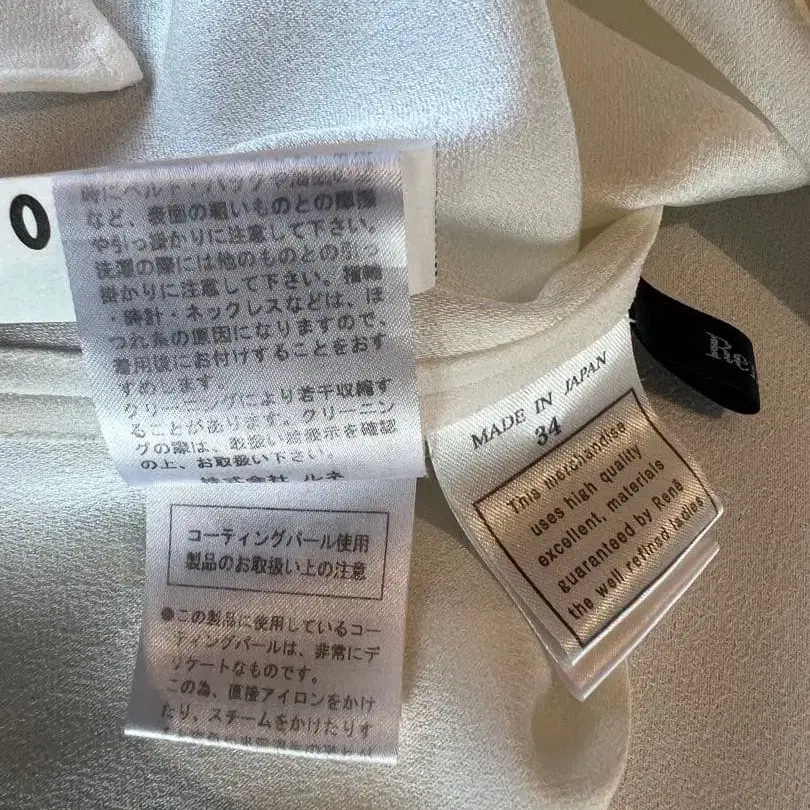 0
時にベルト・バッグや
など、表面の粗いものとの摩擦
や引っ掛かりに注意して下さい。
洗濯の際には他のものとの引っ
掛かりに注意して下さい。指輪
・時計・ネックレスなどは、ほ
つれ糸の原因になりますので、
着用後にお付けすることをおす
すめします。
クリーニングにより若干収縮す
ることがあります。クリーニン
グの際は、取扱い絵表示を確認
の上、お取扱い下さい。
株式会社 ルネ
コーティングパール使用
製品のお取扱い上の注意
●この製品に使用しているコー
ティングパールは、非常にデ
リケートなものです。
この為、直接アイロンをかけ
たり、スチームをかけたりす
MADE IN JAPAN
34
This merchandise
uses high quality
excellent, materials
guaranteed by René
the well refined ladies
Re